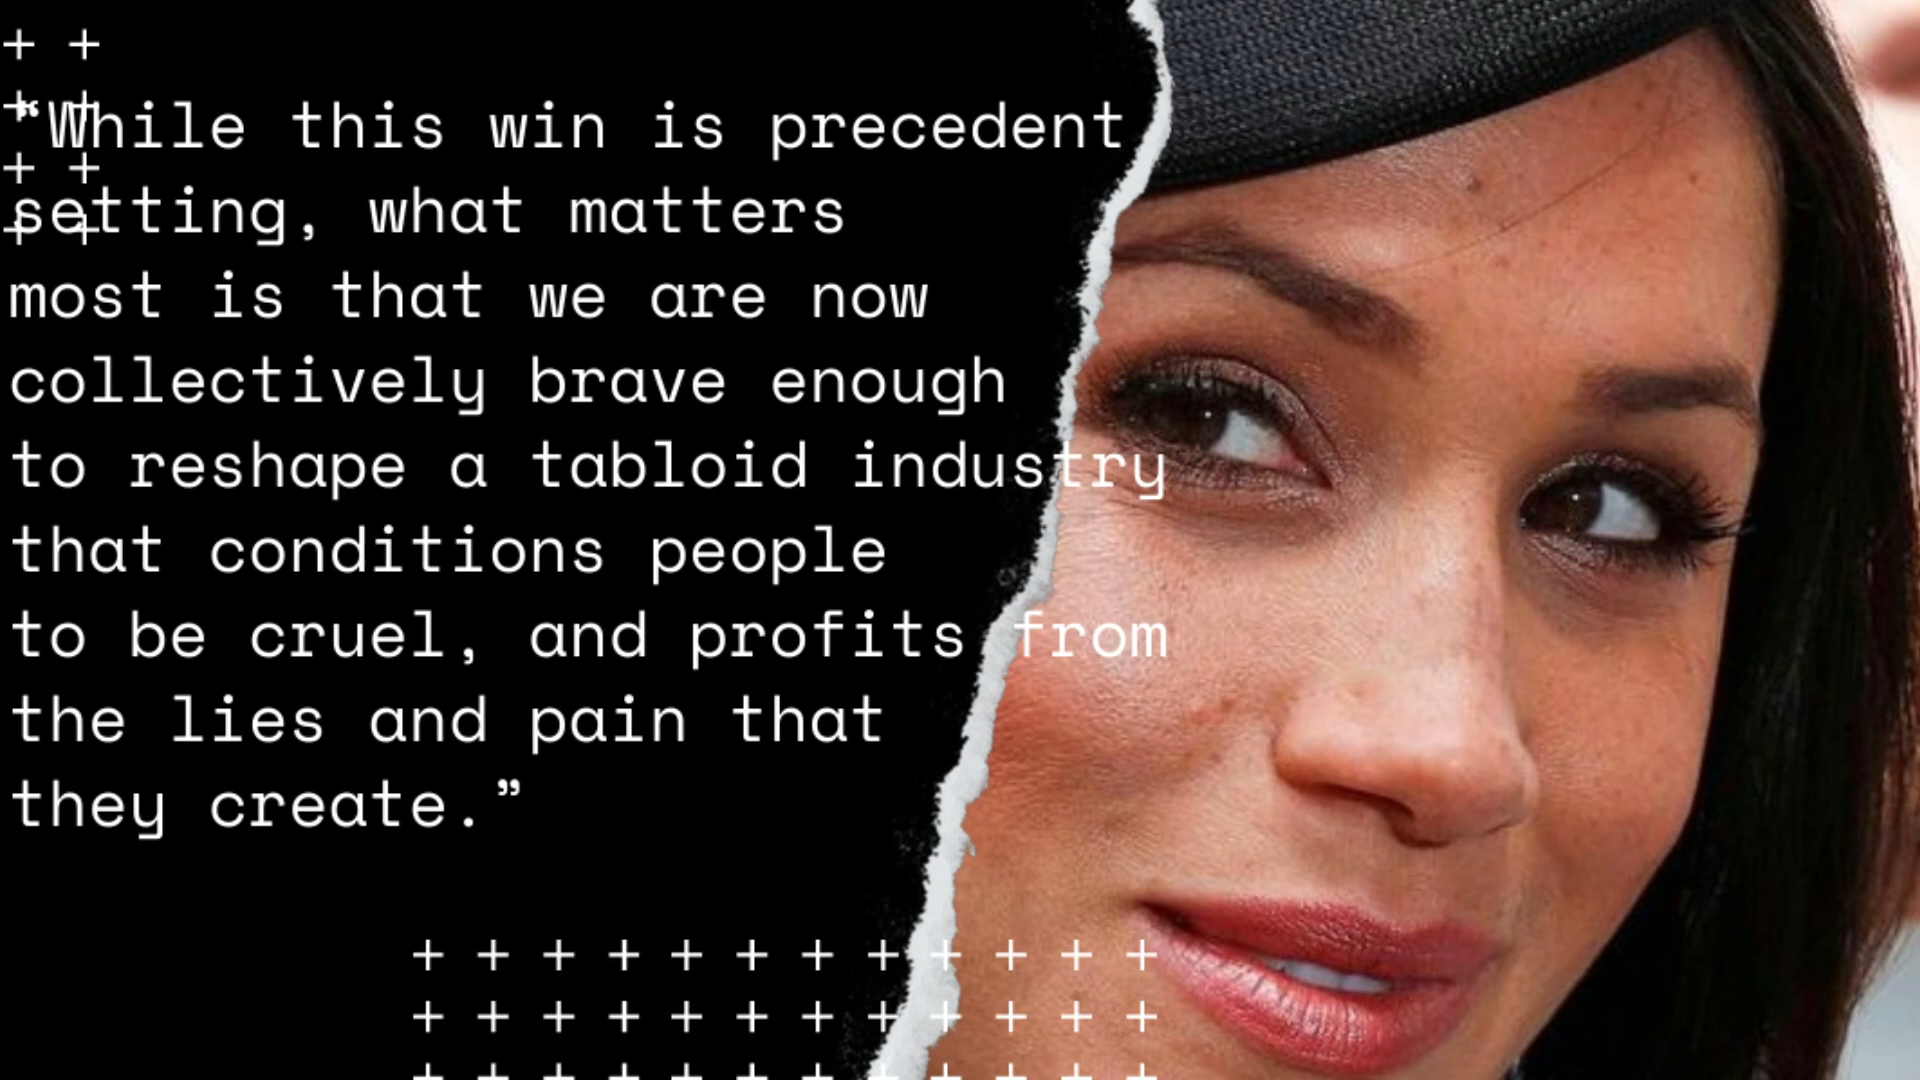 “While this win is precedent
setting, what matters
most is that we are now
collectively brave enough
to reshape a tabloid industry
that conditions people
to be cruel, and profits from
the lies and pain that
they create.”